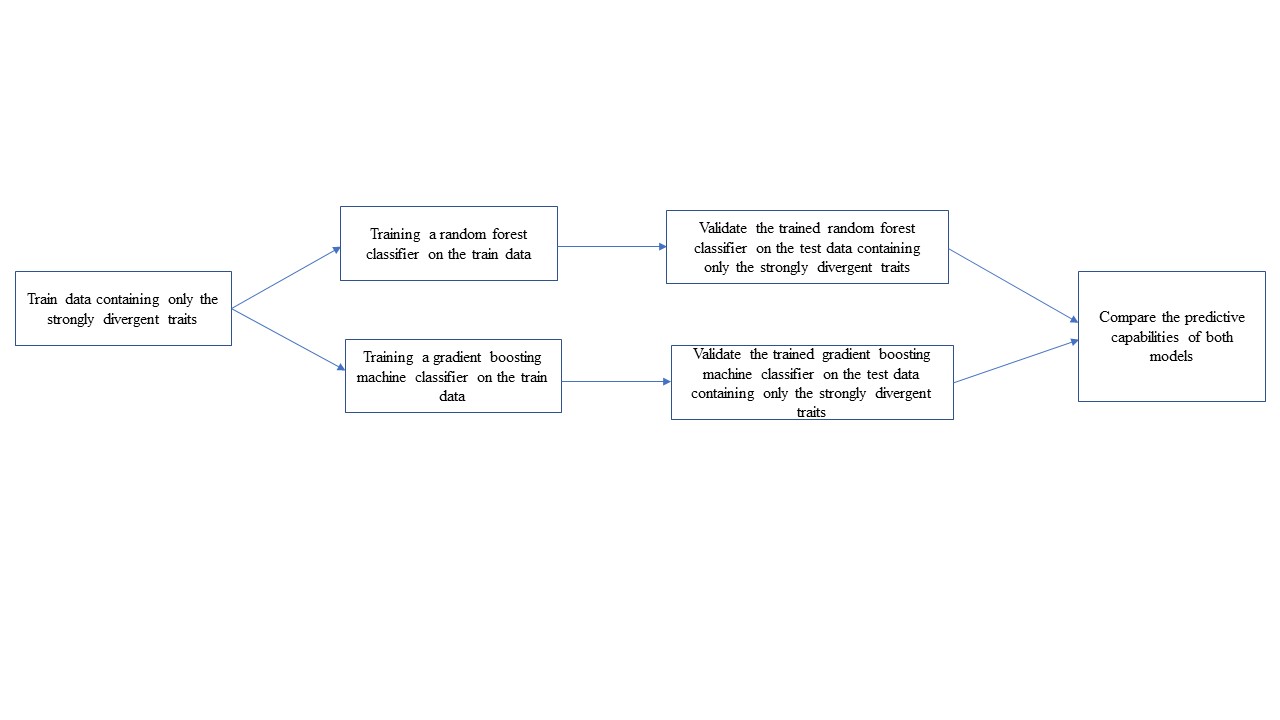 Train data containing only the
strongly divergent traits
Training a random forest
classifier on the train data
Validate the trained random forest
classifier on the test data containing
only the strongly divergent traits
Training a gradient boosting
machine classifier on the train
data
Validate the trained gradient boosting
machine classifier on the test data
containing only the strongly divergent
traits
Compare the predictive
capabilities of both
models